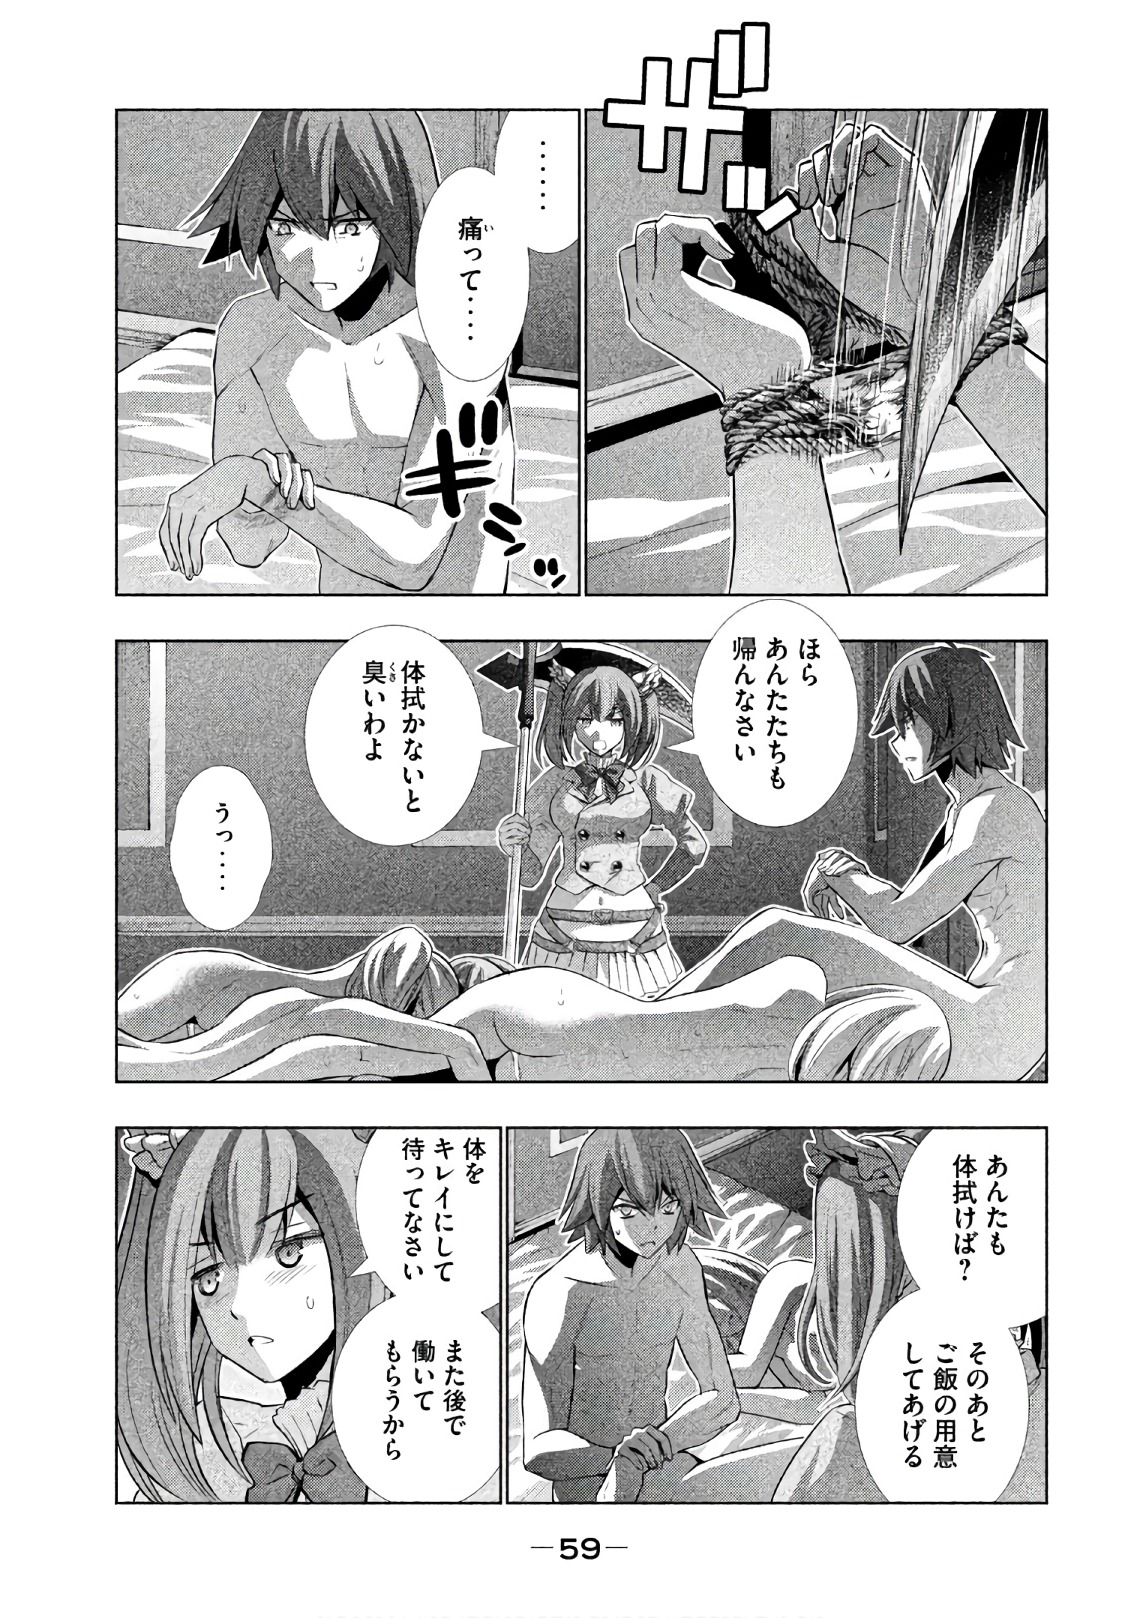 ザッ
‥‥‥
痛って‥‥‥
ギシッ
ほら
あんたたちも
帰んなさい
体拭かないと
臭いわよ
うっ‥‥‥
あんたも
体拭けば?
そのあと
ご飯の用意
してあげる
体を
キレイにして
待ってなさい
また後で
働いて
もらうから
—59—